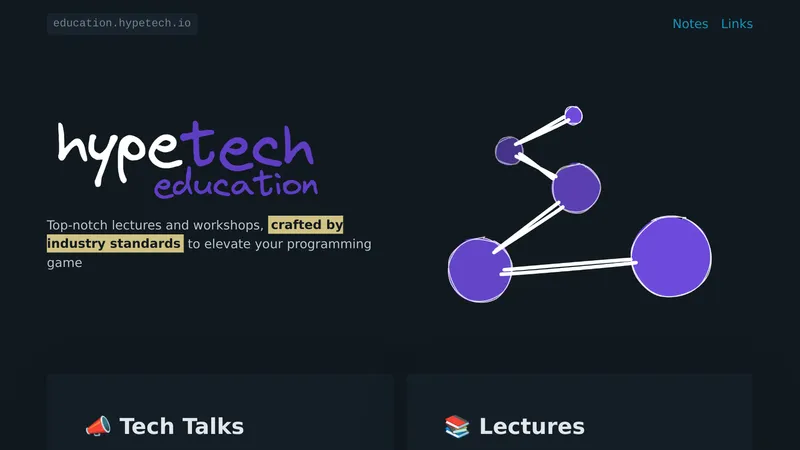 education.hypetech.io
Notes Links
hypetech
education
Top-notch lectures and workshops, crafted by
industry standards to elevate your programming
game
📣 Tech Talks
📚 Lectures